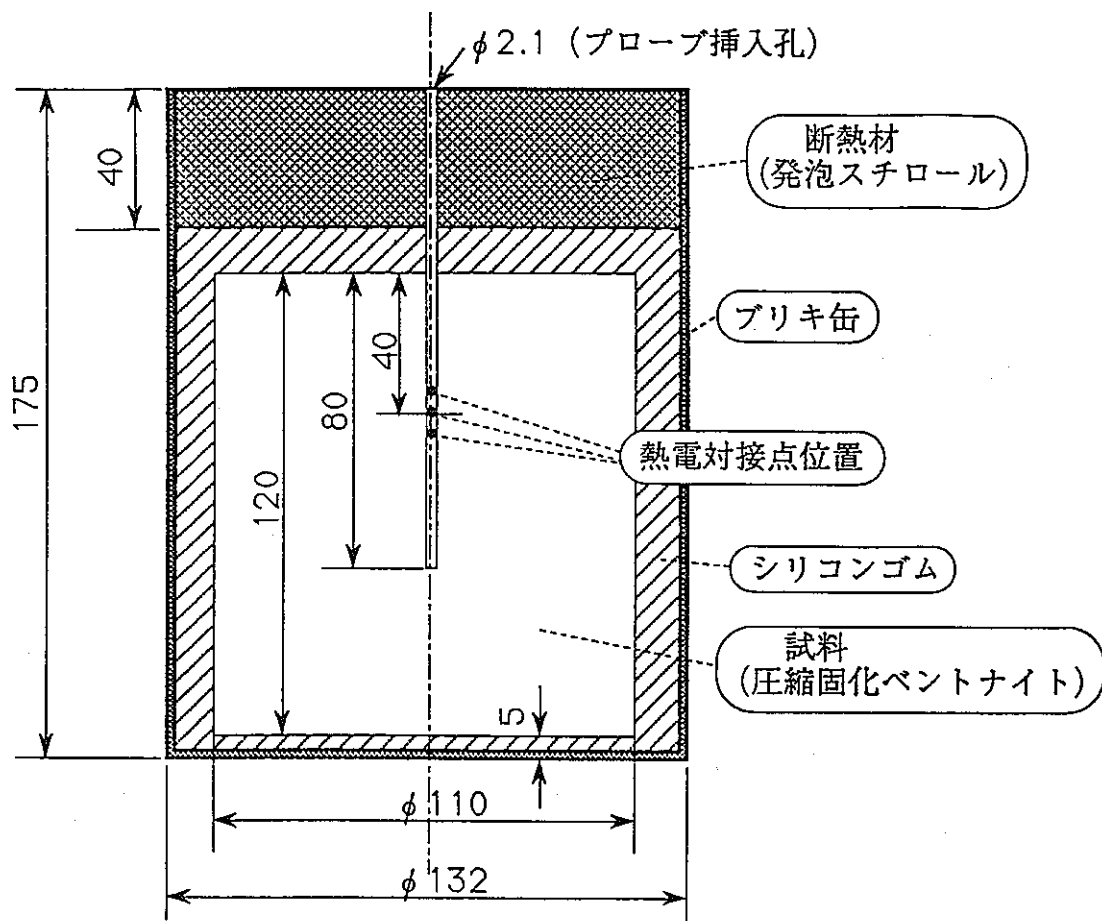 φ2.1 (プローブ挿入孔)
40
断熱材
(発泡スチロール)
ブリキ缶
175
40
80
120
熱電対接点位置
シリコンゴム
試料
(圧縮固化ベントナイト)
5
φ110
φ132